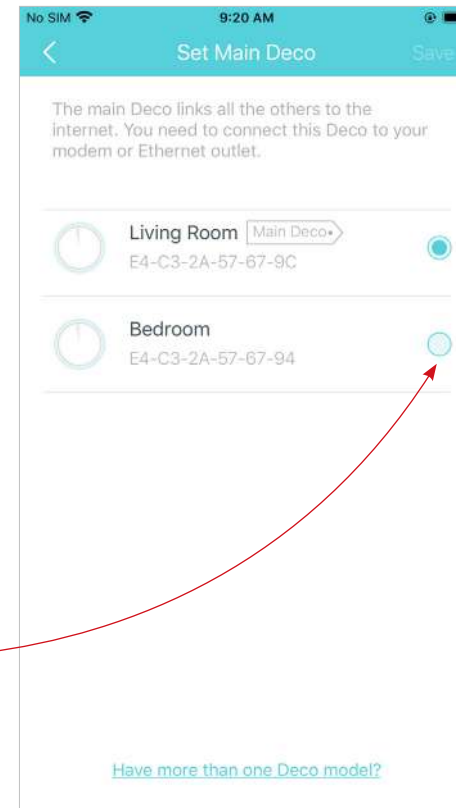 No SIM
9:20 AM
Set Main Deco
Save
The main Deco links all the others to the
internet. You need to connect this Deco to your
modem or Ethernet outlet.
Living Room Main Deco
E4-C3-2A-57-67-9C
Bedroom
E4-C3-2A-57-67-94
Have more than one Deco model?